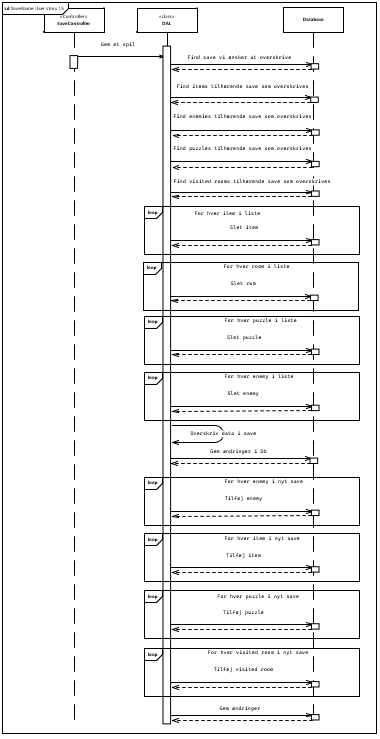 sd SaveGame User story 15
«controller»
SaveController
«class»
DAL
Database
Gem et spil
Find save vi ønsker at overskrive
Find items tilhørende save som overskrives
Find enemies tilhørende save som overskrives
Find puzzles tilhørende save som overskrives
Find visited rooms tilhørende save som overskrives
loop
For hver item i liste
Slet item
loop
For hver room i liste
Slet rum
loop
For hver puzzle i liste
Slet puzzle
loop
For hver enemy i liste
Slet enemy
Overskriv data i save
Gem ændringer i Db
loop
For hver enemy i nyt save
Tilføj enemy
loop
For hver item i nyt save
Tilføj item
loop
For hver puzzle i nyt save
Tilføj puzzle
loop
For hver visited room i nyt save
Tilføj visited room
Gem ændringer